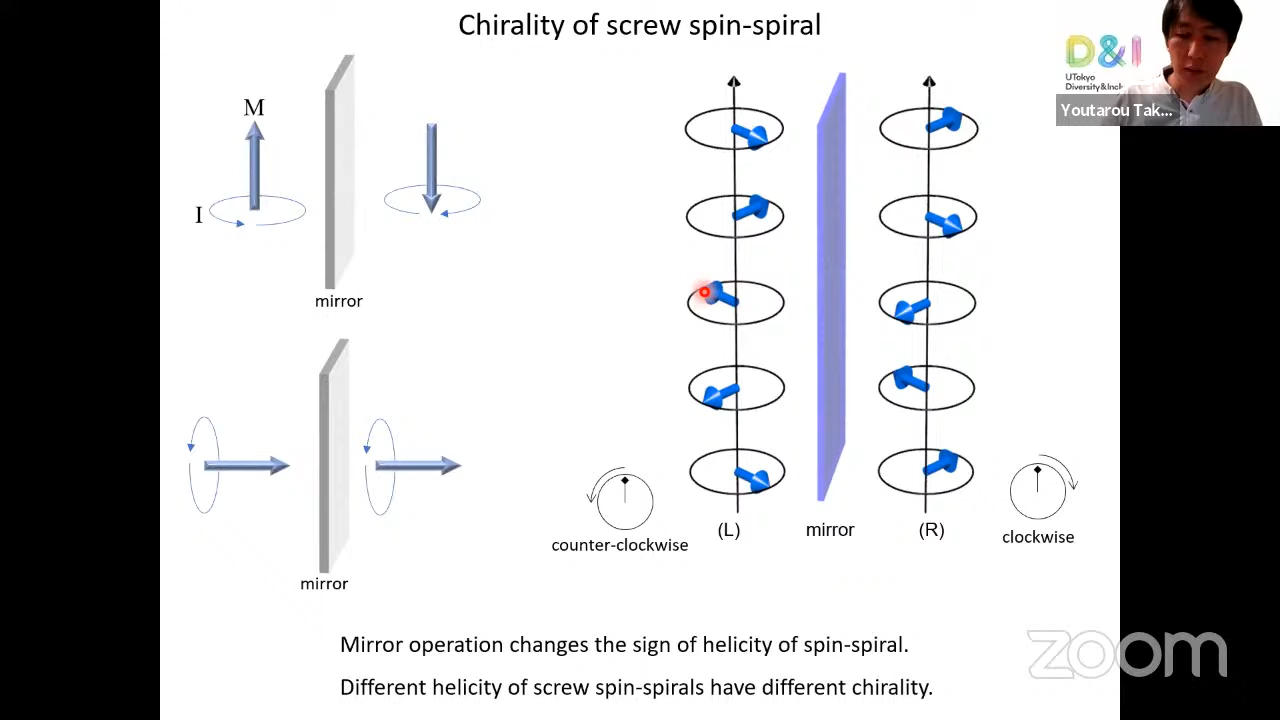 Chirality of screw spin-spiral
D&I
UTokyo
Diversity&Incl
Youtarou Tak...
M
I
mirror
mirror
counter-clockwise
(L)
mirror
(R)
clockwise
Mirror operation changes the sign of helicity of spin-spiral.
Different helicity of screw spin-spirals have different chirality.
zoom